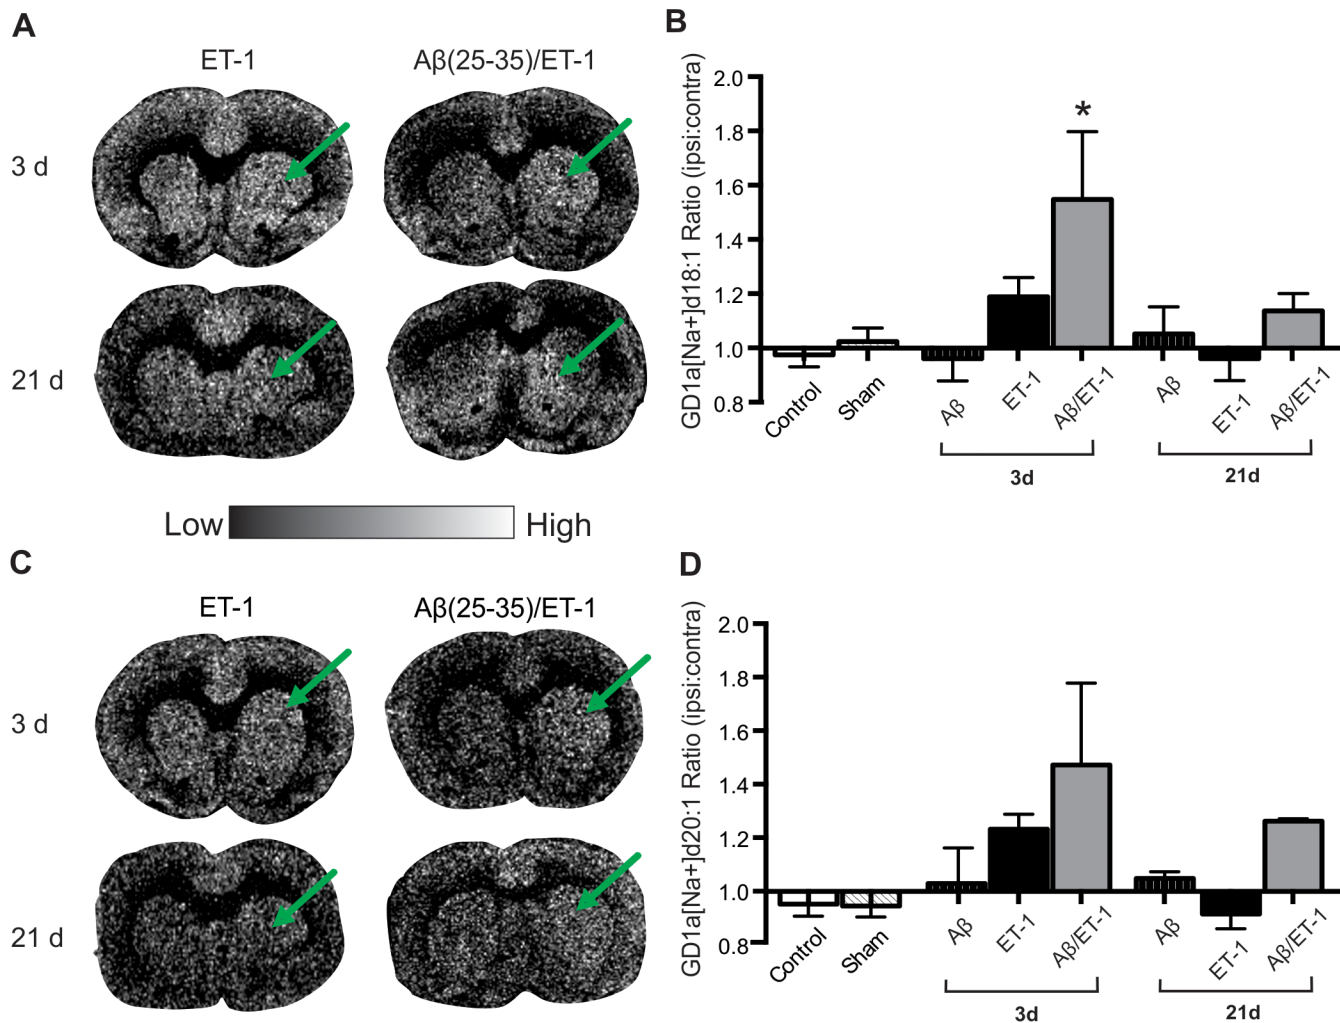 A
ET-1
Aβ(25-35)/ET-1
3 d
21 d
Low
High
B
GD1a[Na+]d18:1 Ratio (ipsi:contra)
2.0
1.8
1.6
1.4
1.2
1.0
0.8
*
Control
Sham
Aβ
ET-1
Aβ/ET-1
Aβ
ET-1
Aβ/ET-1
3d
21d
C
ET-1
Aβ(25-35)/ET-1
3 d
21 d
D
GD1a[Na+]d20:1 Ratio (ipsi:contra)
2.0
1.8
1.6
1.4
1.2
1.0
0.8
Control
Sham
Aβ
ET-1
Aβ/ET-1
Aβ
ET-1
Aβ/ET-1
3d
21d